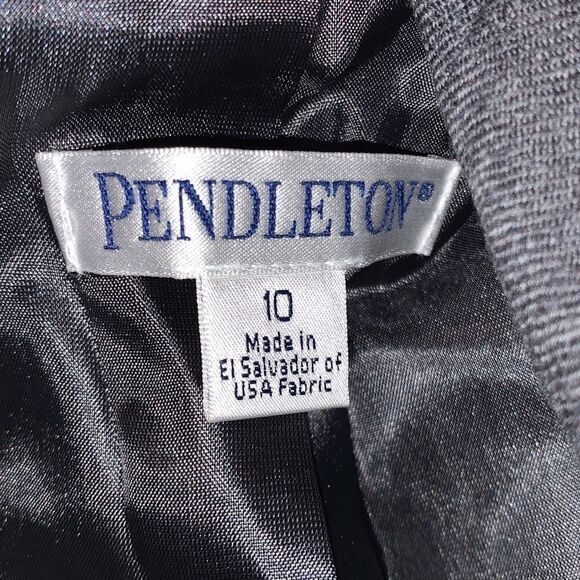 PENDLETON®
10
Made in
El Salvador of
USA Fabric